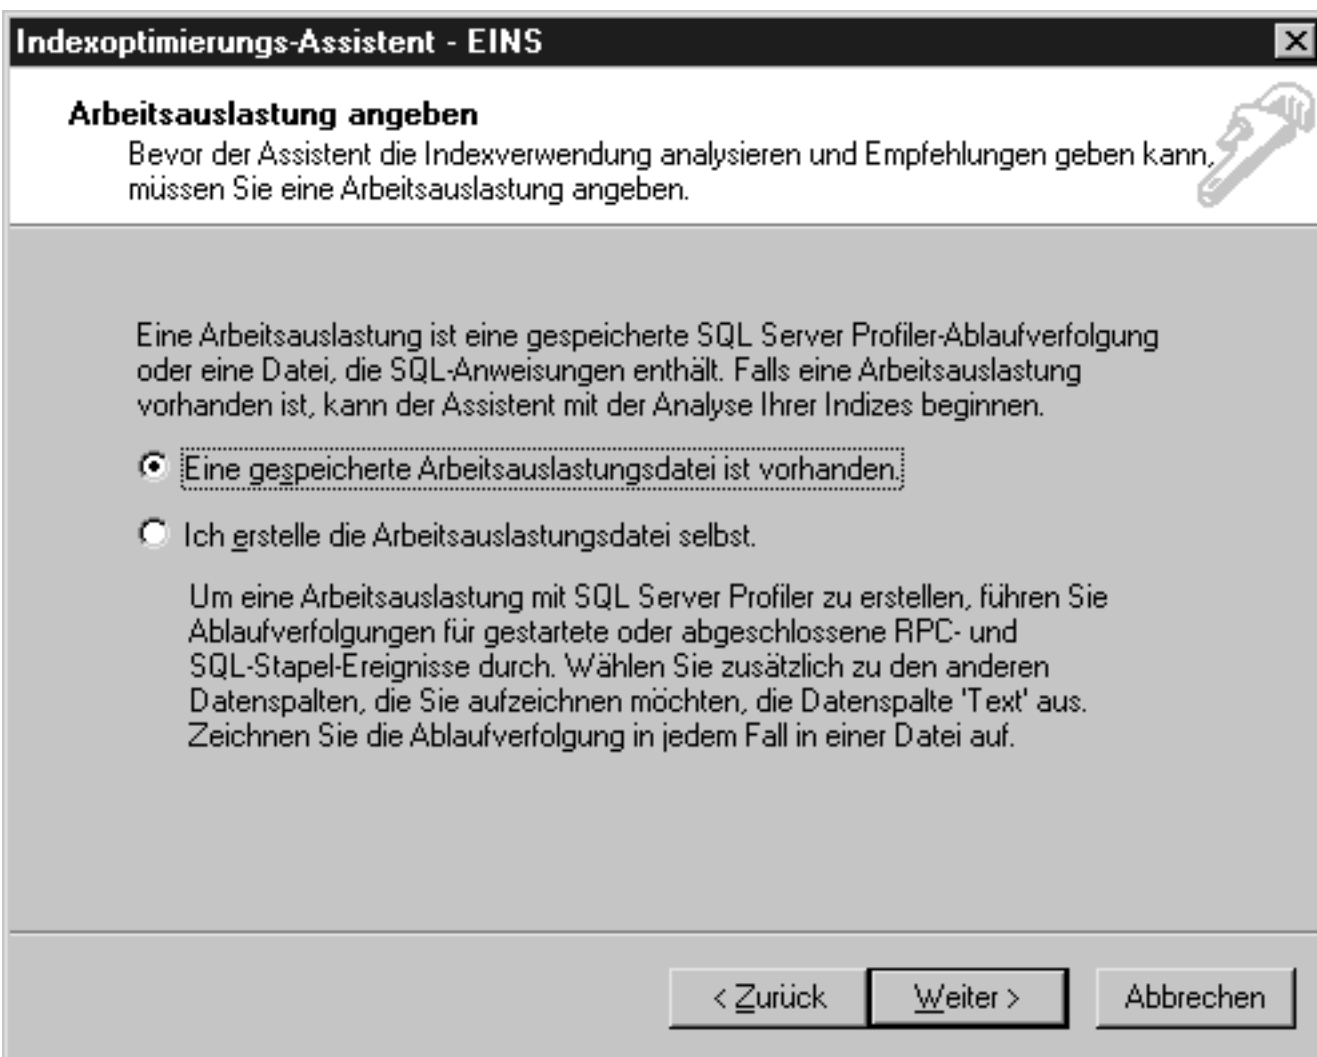 Indexoptimierungs-Assistent - EINS
Arbeitsauslastung angeben
Bevor der Assistent die Indexverwendung analysieren und Empfehlungen geben kann,
müssen Sie eine Arbeitsauslastung angeben.
Eine Arbeitsauslastung ist eine gespeicherte SQL Server Profiler-Ablaufverfolgung
oder eine Datei, die SQL-Anweisungen enthält. Falls eine Arbeitsauslastung
vorhanden ist, kann der Assistent mit der Analyse Ihrer Indizes beginnen.
Eine gespeicherte Arbeitsauslastungsdatei ist vorhanden.
Ich erstelle die Arbeitsauslastungsdatei selbst.
Um eine Arbeitsauslastung mit SQL Server Profiler zu erstellen, führen Sie
Ablaufverfolgungen für gestartete oder abgeschlossene RPC- und
SQL-Stapel-Ereignisse durch. Wählen Sie zusätzlich zu den anderen
Datenspalten, die Sie aufzeichnen möchten, die Datenspalte 'Text' aus.
Zeichnen Sie die Ablaufverfolgung in jedem Fall in einer Datei auf.
< Zurück
Weiter >
Abbrechen